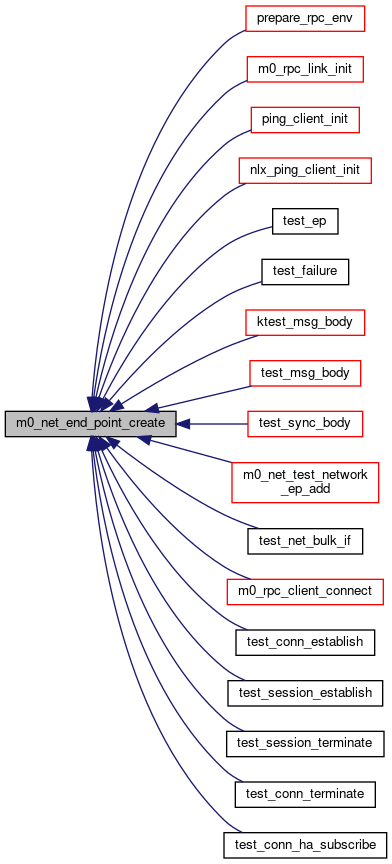 prepare_rpc_env
m0_rpc_link_init
ping_client_init
nlx_ping_client_init
test_ep
test_failure
ktest_msg_body
test_msg_body
m0_net_end_point_create
test_sync_body
m0_net_test_network
_ep_add
test_net_bulk_if
m0_rpc_client_connect
test_conn_establish
test_session_establish
test_session_terminate
test_conn_terminate
test_conn_ha_subscribe